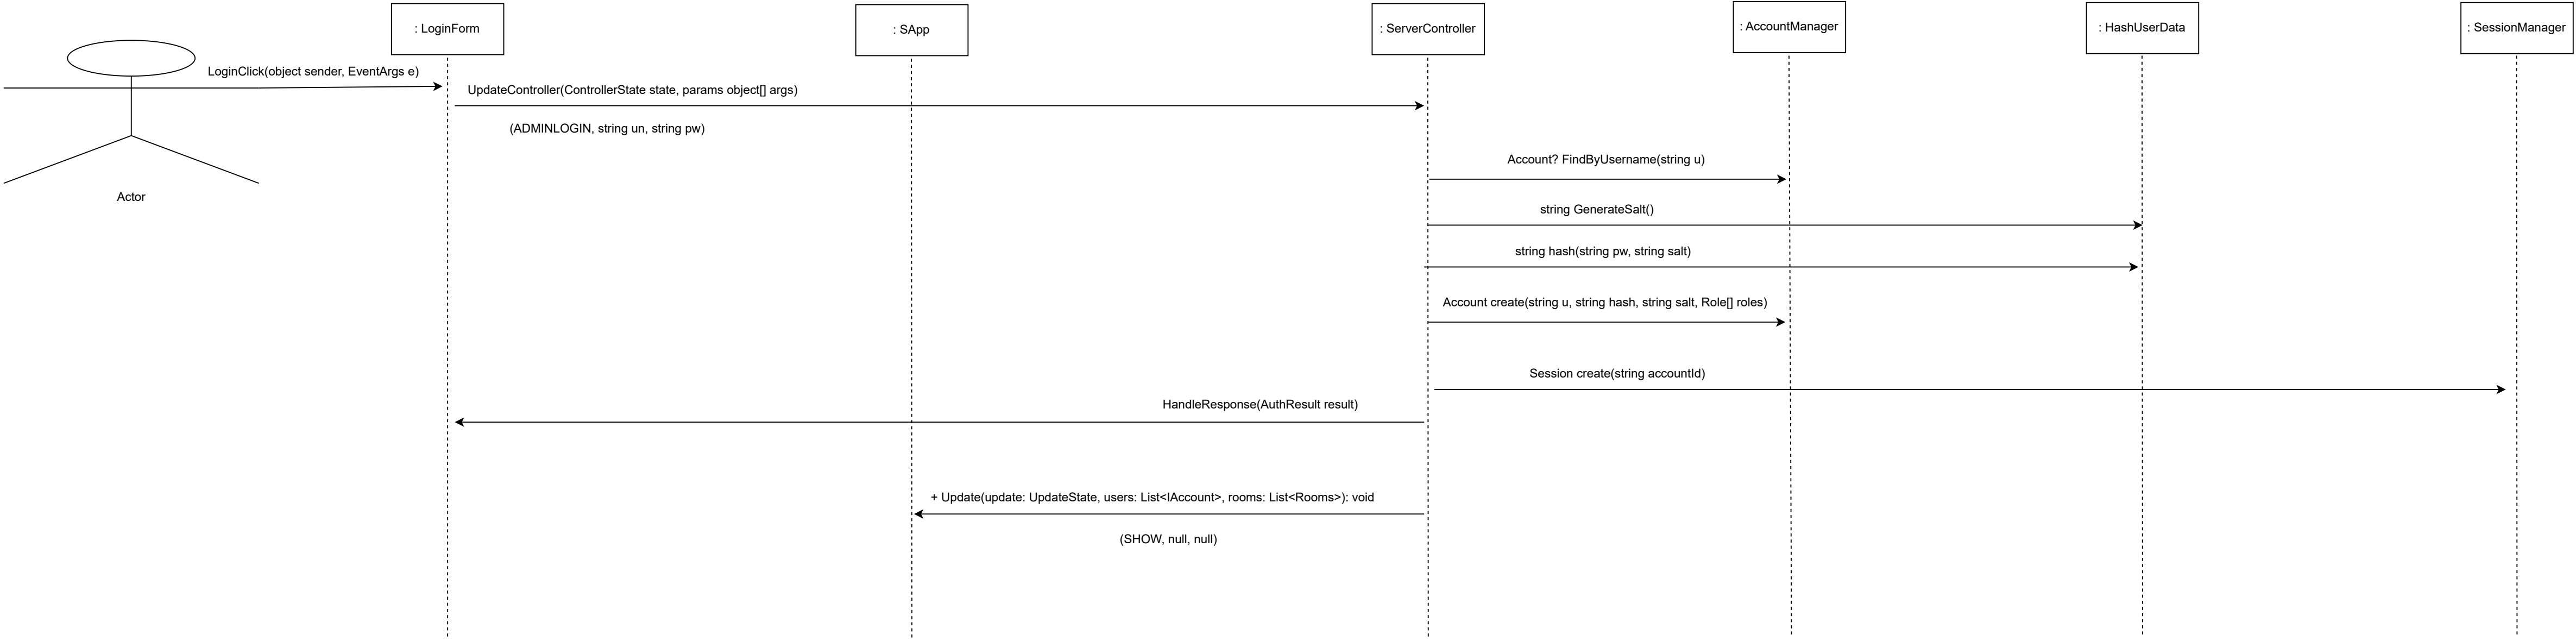 : LoginForm
: SApp
: ServerController
: AccountManager
: HashUserData
: SessionManager
LoginClick(object sender, EventArgs e)
UpdateController(ControllerState state, params object[] args)
(ADMINLOGIN, string un, string pw)
Account? FindByUsername(string u)
Actor
string GenerateSalt()
string hash(string pw, string salt)
Account create(string u, string hash, string salt, Role[] roles)
Session create(string accountId)
HandleResponse(AuthResult result)
+ Update(update: UpdateState, users: List<IAccount>, rooms: List<Rooms>): void
(SHOW, null, null)